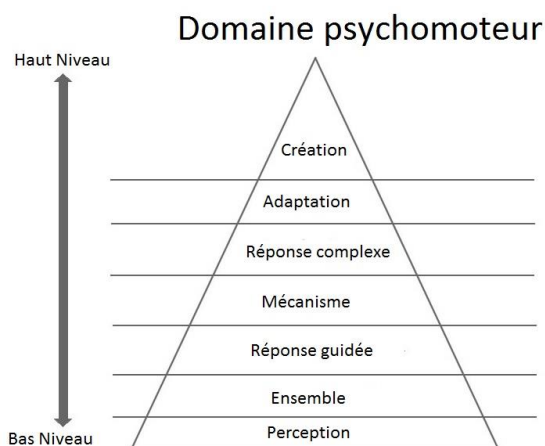 Domaine psychomoteur
Haut Niveau
Création
Adaptation
Réponse complexe
Mécanisme
Réponse guidée
Ensemble
Perception
Bas Niveau